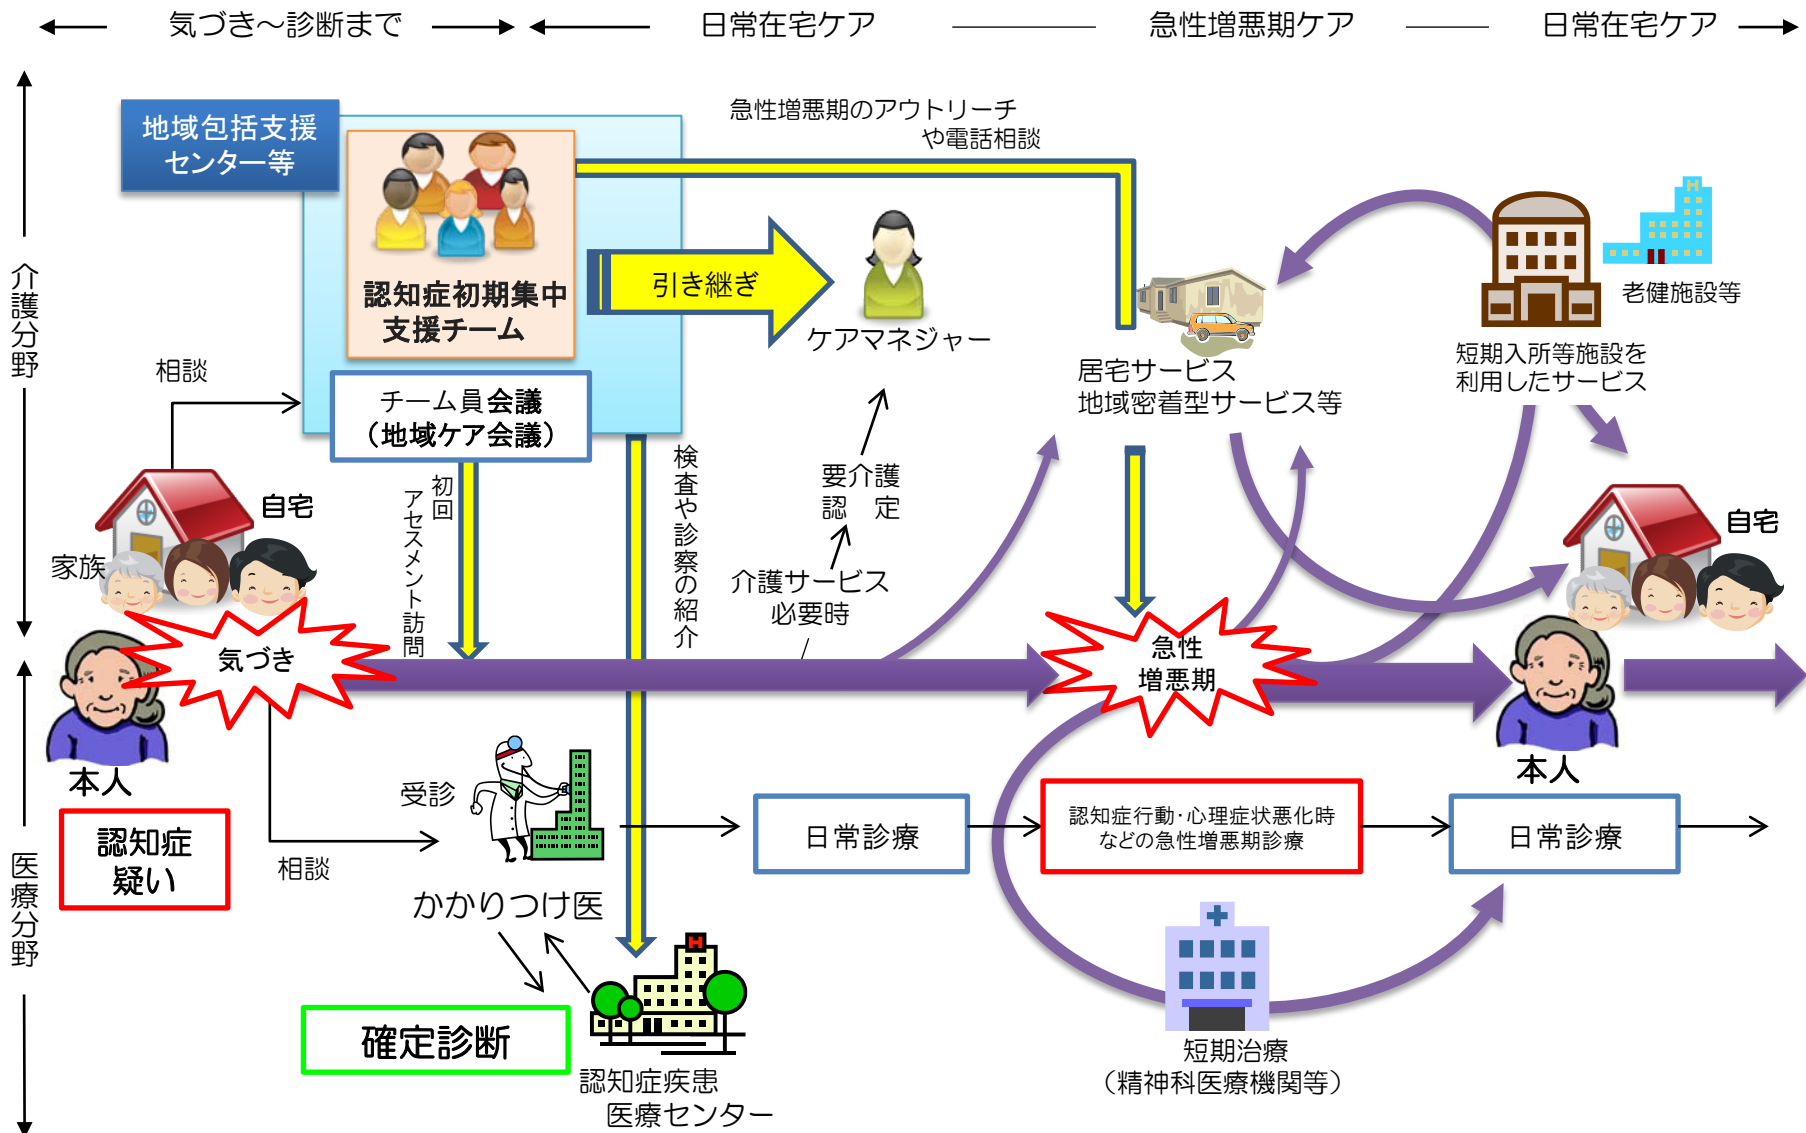 気づき～診断まで
日常在宅ケア
急性増悪期ケア
日常在宅ケア
介護分野
医療分野
地域包括支援
センター等
認知症初期集中
支援チーム
チーム員会議
（地域ケア会議）
急性増悪期のアウトリーチ
や電話相談
引き継ぎ
ケアマネジャー
居宅サービス
地域密着型サービス等
老健施設等
短期入所等施設を
利用したサービス
相談
自宅
家族
初回
アセスメント訪問
検査や診察の紹介
要介護
認　定
介護サービス
必要時
自宅
気づき
急性
増悪期
本人
本人
認知症
疑い
相談
受診
かかりつけ医
日常診療
認知症行動・心理症状悪化時
などの急性増悪期診療
日常診療
確定診断
H
認知症疾患
医療センター
短期治療
（精神科医療機関等）
H